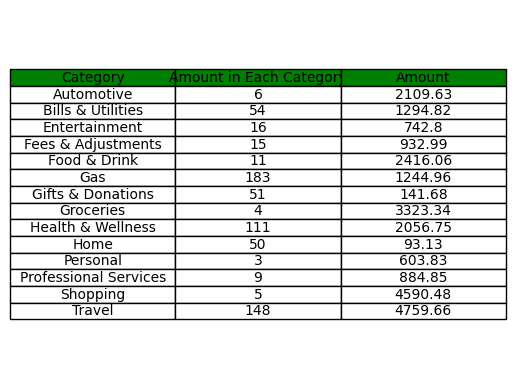 Category Amount in Each Category Amount
Automotive 6 2109.63
Bills & Utilities 54 1294.82
Entertainment 16 742.8
Fees & Adjustments 15 932.99
Food & Drink 11 2416.06
Gas 183 1244.96
Gifts & Donations 51 141.68
Groceries 4 3323.34
Health & Wellness 111 2056.75
Home 50 93.13
Personal 3 603.83
Professional Services 9 884.85
Shopping 5 4590.48
Travel 148 4759.66